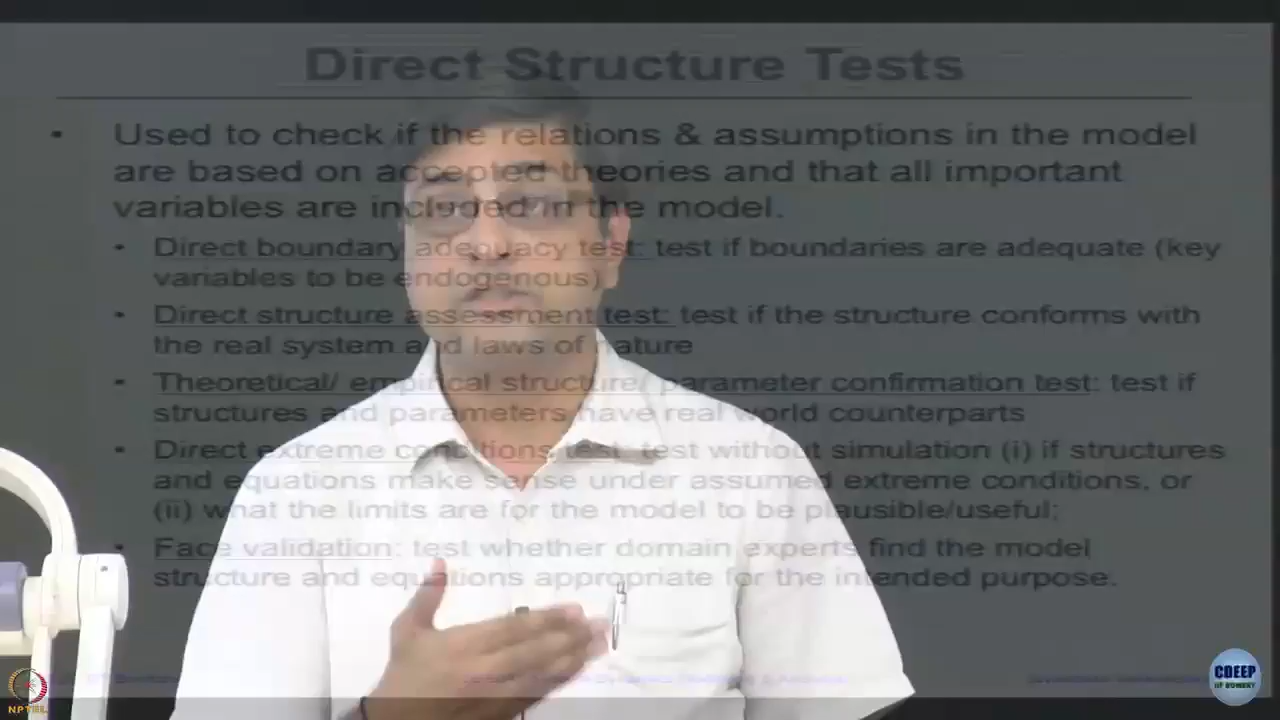 Direct Structure Tests
• Used to check if the relations & assumptions in the model
are based on accepted theories and that all important
variables are included in the model.
• Direct boundary adequacy test: test if boundaries are adequate (key
variables to be endogenous)
• Direct structure assessment test: test if the structure conforms with
the real system and laws of nature
• Theoretical/ empirical structure/ parameter confirmation test: test if
structures and parameters have real world counterparts
• Direct extreme conditions test: test without simulation (i) if structures
and equations make sense under assumed extreme conditions, or
(ii) what the limits are for the model to be plausible/useful;
• Face validation: test whether domain experts find the model
structure and equations appropriate for the intended purpose.
NPTEL
CDEEP
IIT BOMBAY